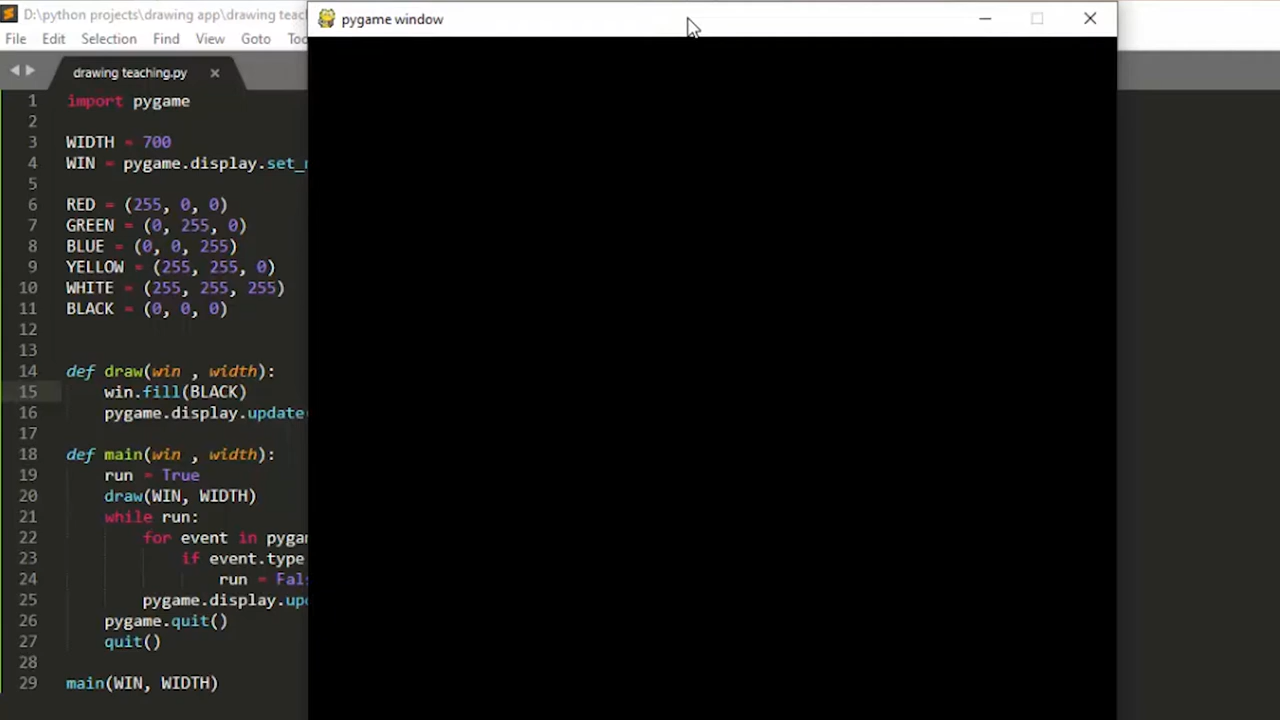 D:\python projects\drawing app\drawing teac
pygame window
File Edit Selection Find View Goto Too
drawing teaching.py
1 import pygame
2
3 WIDTH = 700
4 WIN = pygame.display.set_
5
6 RED = (255, 0, 0)
7 GREEN = (0, 255, 0)
8 BLUE = (0, 0, 255)
9 YELLOW = (255, 255, 0)
10 WHITE = (255, 255, 255)
11 BLACK = (0, 0, 0)
12
13
14 def draw(win , width):
15 win.fill(BLACK)
16 pygame.display.update
17
18 def main(win , width):
19 run = True
20 draw(WIN, WIDTH)
21 while run:
22 for event in pygam
23 if event.type
24 run = Fal
25 pygame.display.up
26 pygame.quit()
27 quit()
28
29 main(WIN, WIDTH)